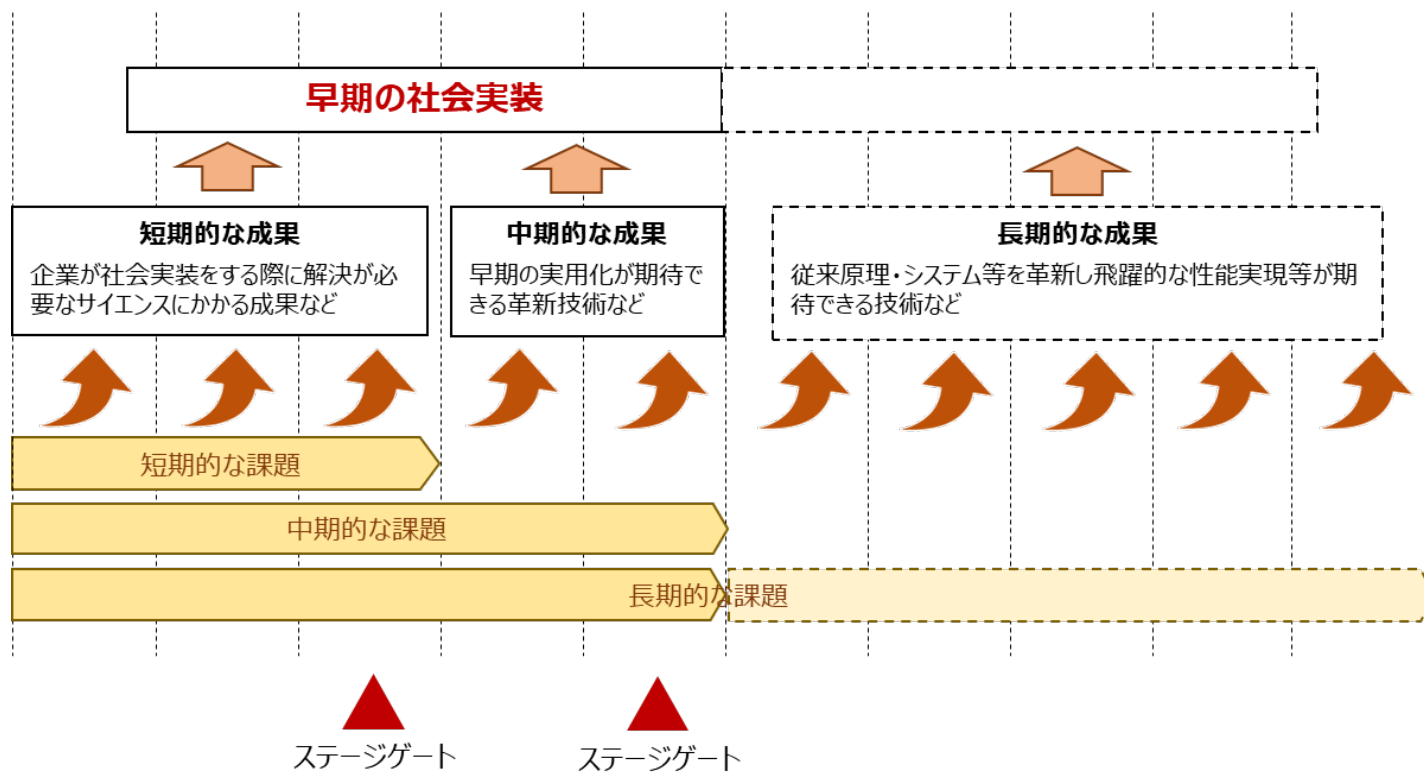 早期の社会実装
短期的な成果
企業が社会実装をする際に解決が必
要なサイエンスにかかる成果など
中期的な成果
早期の実用化が期待で
きる革新技術など
長期的な成果
従来原理・システム等を革新し飛躍的な性能実現等が期
待できる技術など
短期的な課題
中期的な課題
長期的な課題
ステージゲート
ステージゲート